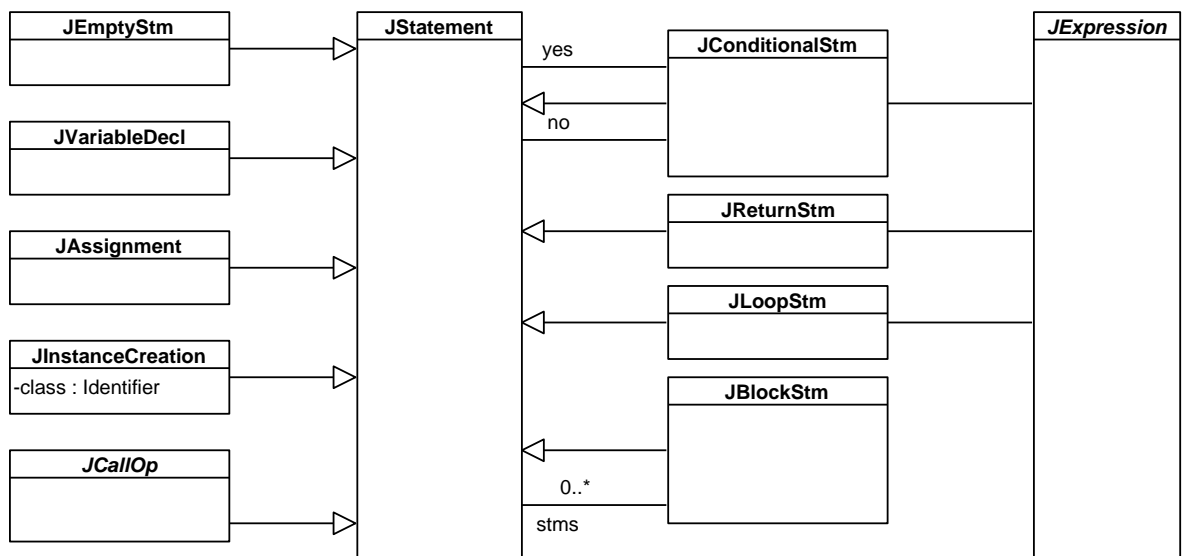 JEmptyStm
JVariableDecl
JAssignment
JInstanceCreation
-class : Identifier
JCallOp
JStatement
yes
no
0..*
stms
JConditionalStm
JReturnStm
JLoopStm
JBlockStm
JExpression